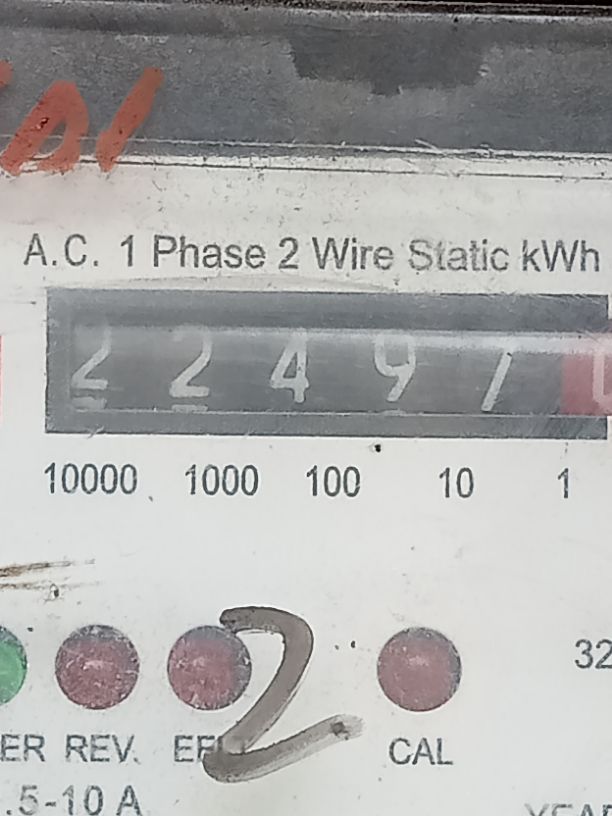 A.C. 1 Phase 2 Wire Static kWh
2 2 4 9
10000 1000 100 10 1
2
32
ER REV. CAL
.5-10 A